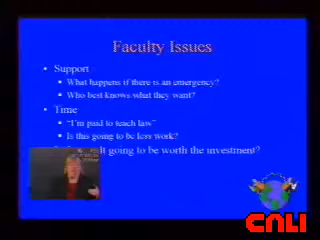 Faculty Issues
• Support
• What happens if there is an emergency?
• Who best knows what they want?
• Time
• "I'm paid to teach law"
• Is this going to be less work?
it going to be worth the investment?
CALI